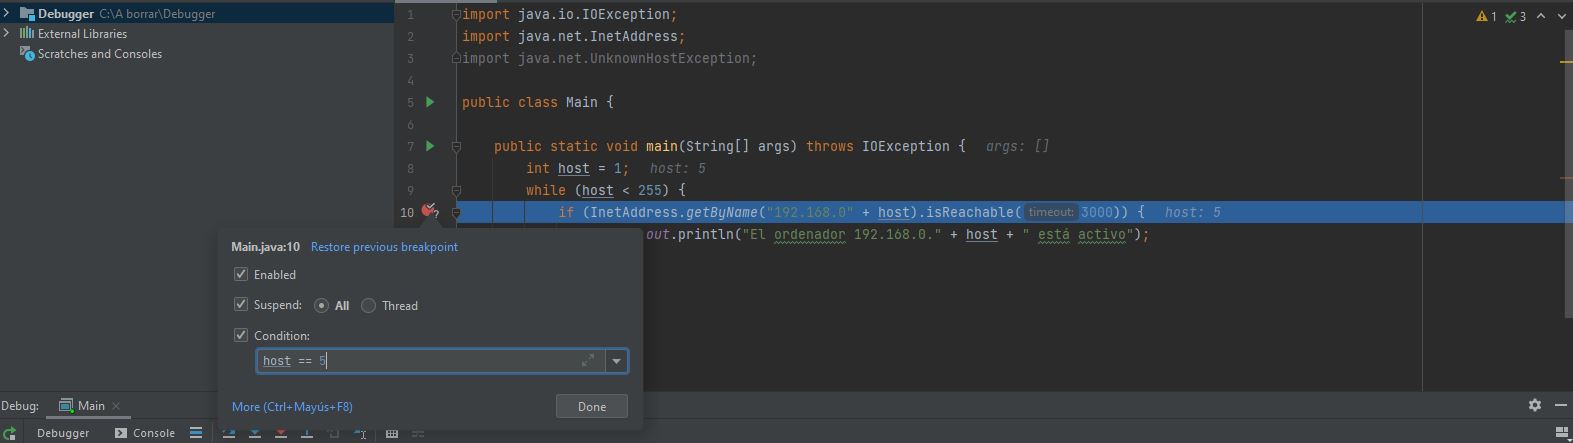 Debugger C:\A borrar\Debugger
External Libraries
Scratches and Consoles
1 import java.io.IOException;
2 import java.net.InetAddress;
3 import java.net.UnknownHostException;
4
5 public class Main {
6
7 public static void main(String[] args) throws IOException { args: []
8 int host = 1; host: 5
9 while (host < 255) {
10 if (InetAddress.getByName("192.168.0" + host).isReachable( timeout: 3000)) { host: 5
out.println("El ordenador 192.168.0." + host + " está activo");
1 3
Main.java:10 Restore previous breakpoint
Enabled
Suspend: All Thread
Condition:
host == 5
More (Ctrl+Mayús+F8) Done
Debug: Main
Debugger Console